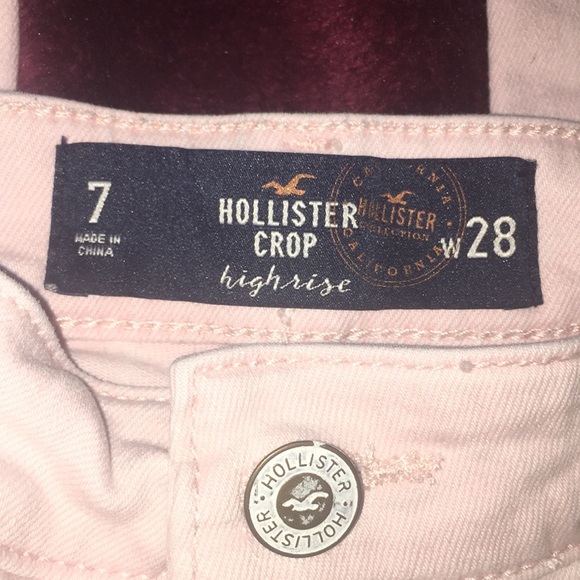 7
MADE IN
CHINA
HOLLISTER
CROP
highrise
CALIFORNIA
HOLLISTER
COLLECTION
CALIFORNIA
W28
HOLLISTER · HOLLISTER ·